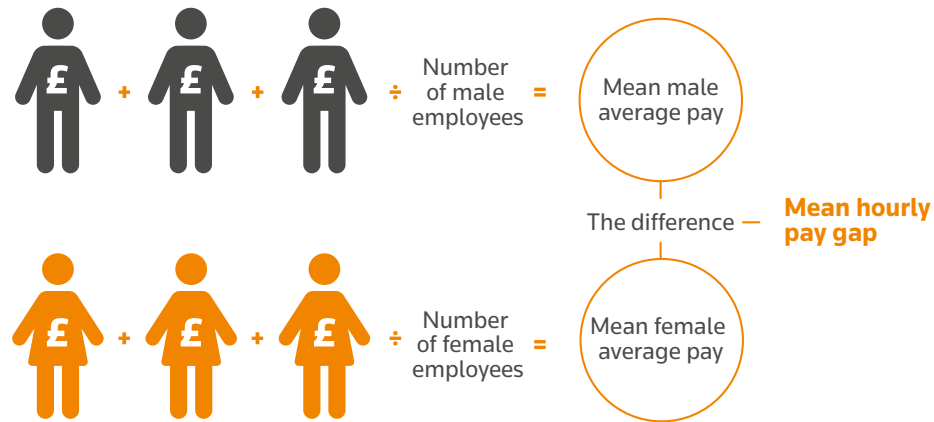 £ + £ + £ ÷ Number of male employees = Mean male average pay
The difference — Mean hourly pay gap
£ + £ + £ ÷ Number of female employees = Mean female average pay